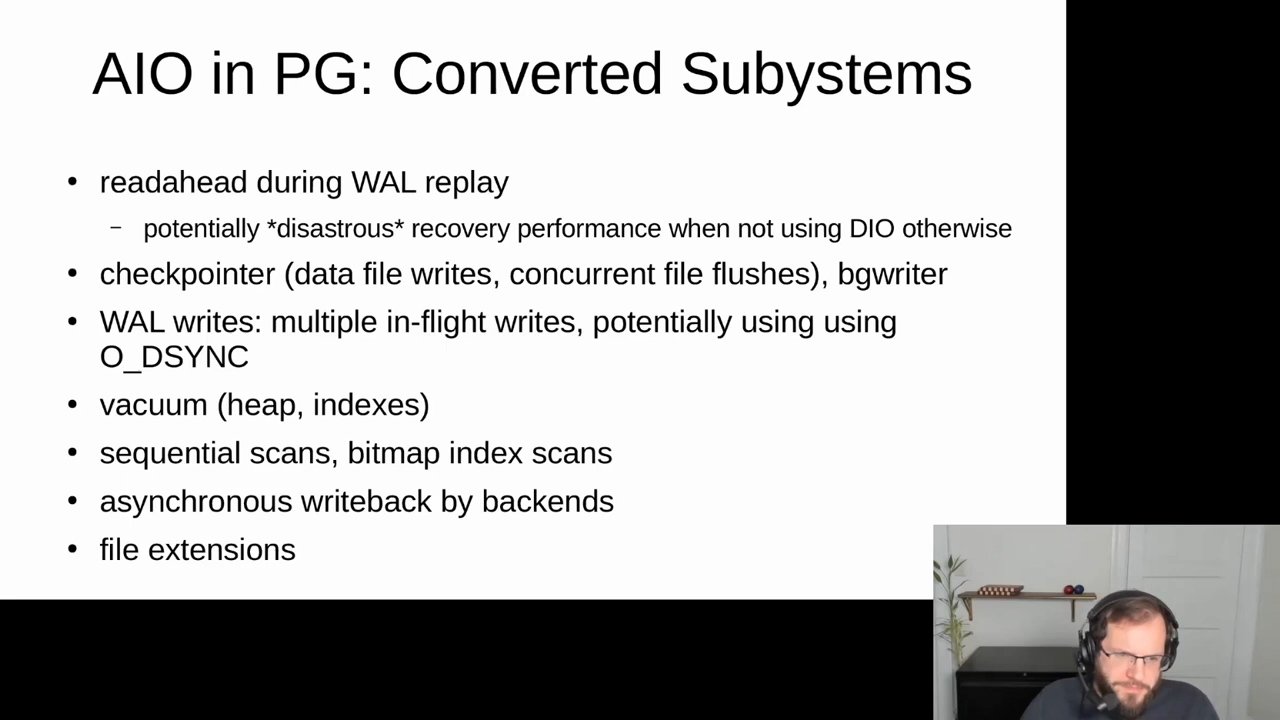 AIO in PG: Converted Subystems
• readahead during WAL replay
– potentially *disastrous* recovery performance when not using DIO otherwise
• checkpointer (data file writes, concurrent file flushes), bgwriter
• WAL writes: multiple in-flight writes, potentially using using
O_DSYNC
• vacuum (heap, indexes)
• sequential scans, bitmap index scans
• asynchronous writeback by backends
• file extensions